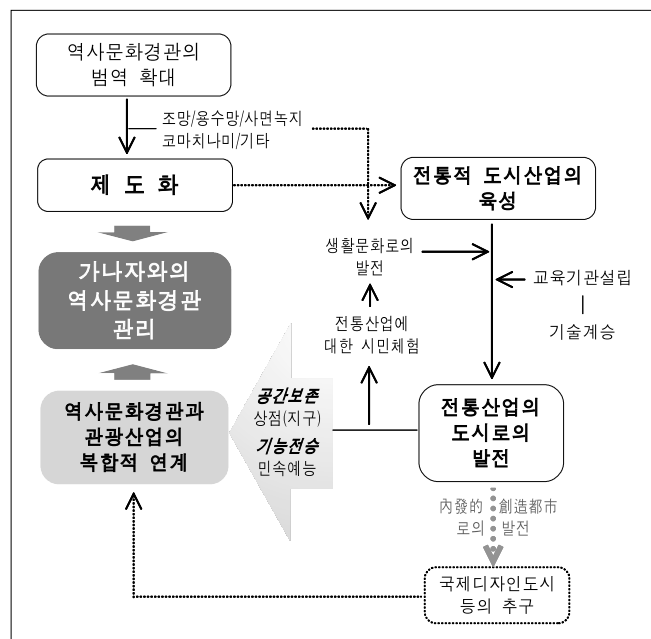 역사문화경관의
범역 확대
조망/용수망/사면녹지
코마치나미/기타
제 도 화
전통적 도시산업의
육성
생활문화로의
발전
교육기관설립
기술계승
가나자와의
역사문화경관
관리
전통산업에
대한 시민체험
공간보존
상점(지구)
기능전승
민속예능
역사문화경관과
관광산업의
복합적 연계
전통산업의
도시로의
발전
內發的 創造都市
로의 발전
국제디자인도시
등의 추구